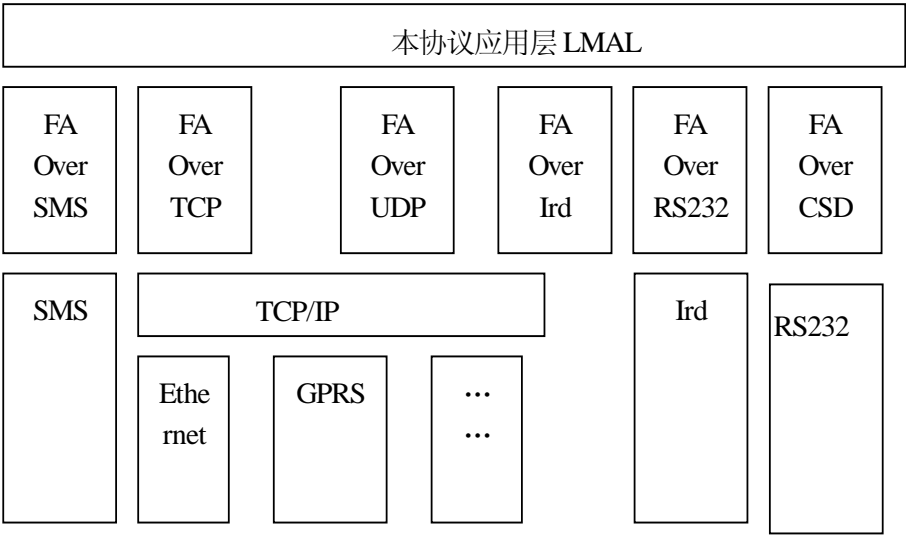 本协议应用层 LMAL
FA
Over
SMS
FA
Over
TCP
FA
Over
UDP
FA
Over
Ird
FA
Over
RS232
FA
Over
CSD
SMS
TCP/IP
Ird
RS232
Ethe
rnet
GPRS
…
…